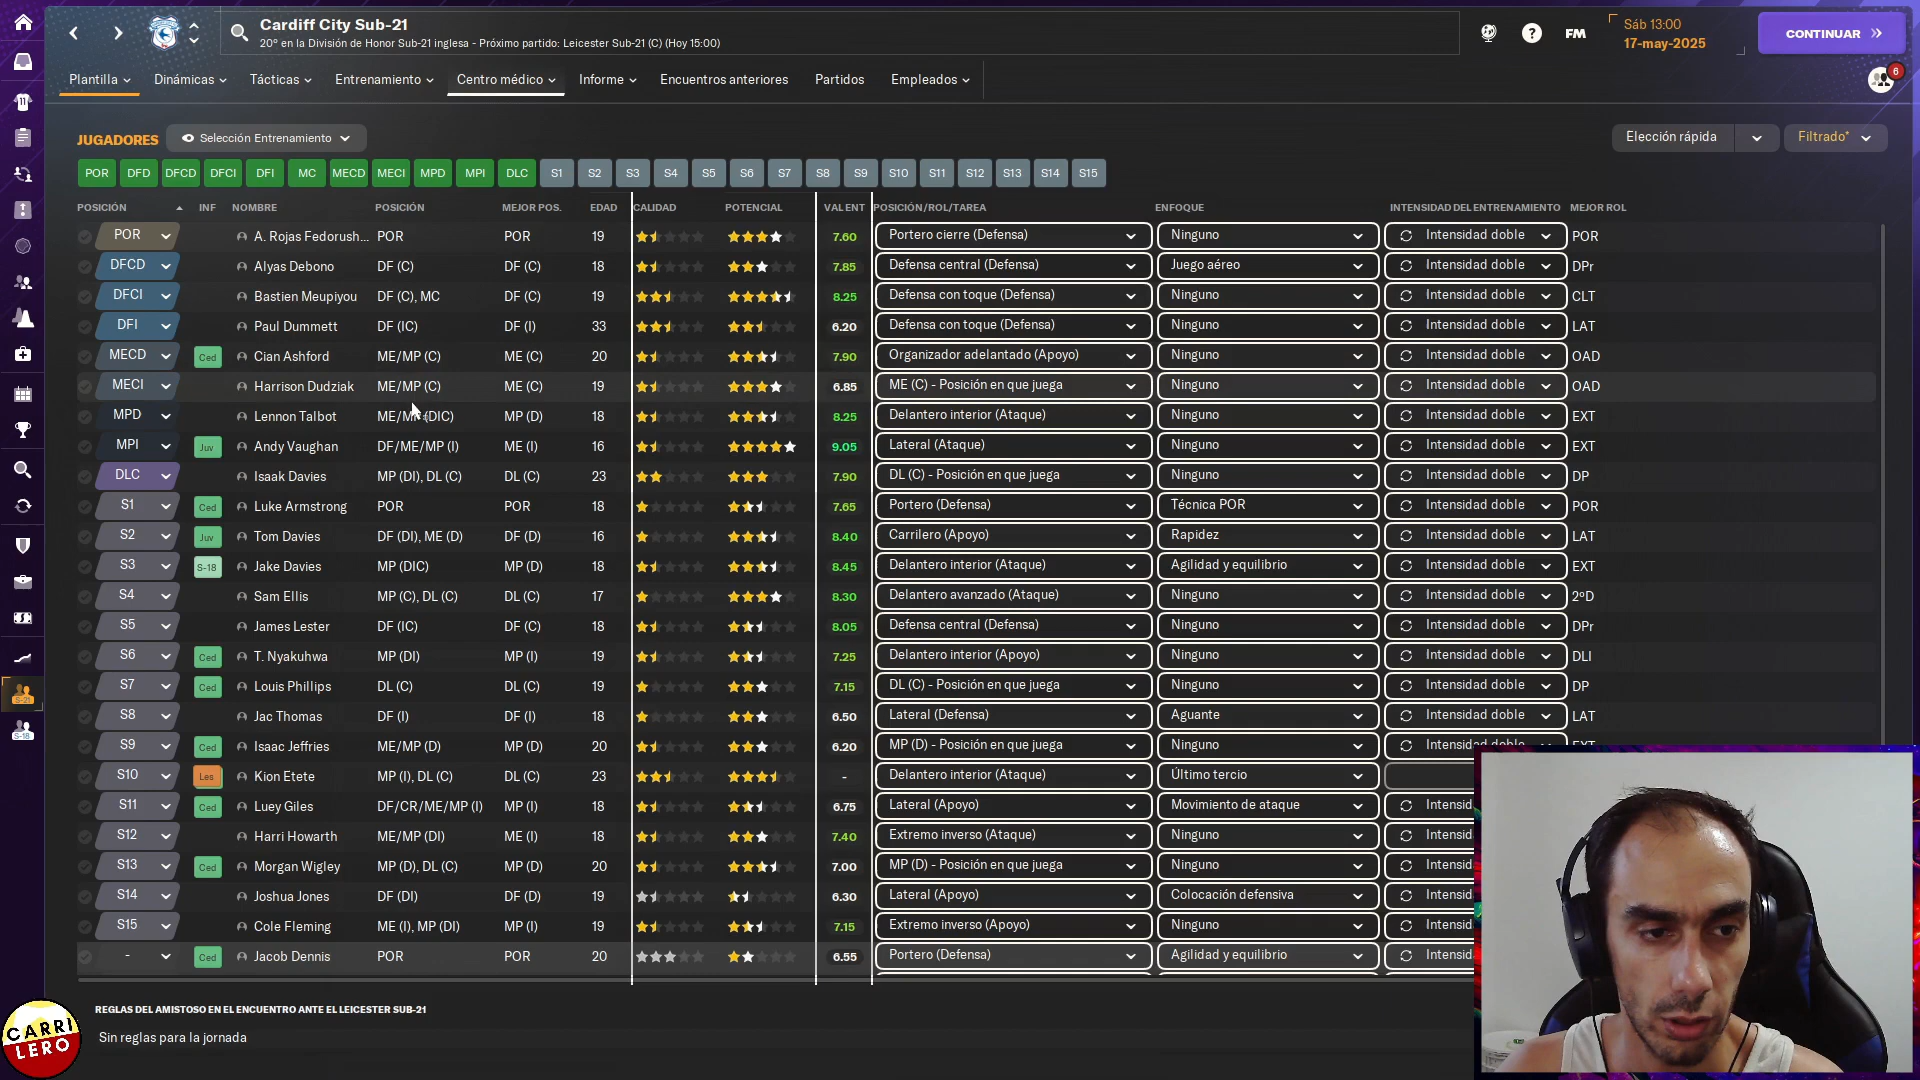 Cardiff City Sub-21
20º en la División de Honor Sub-21 inglesa - Próximo partido: Leicester Sub-21 (C) (Hoy 15:00)
FM
Sáb 13:00
17-may-2025
CONTINUAR
6
Plantilla Dinámicas Tácticas Entrenamiento Centro médico Informe Encuentros anteriores Partidos Empleados
JUGADORES Selección Entrenamiento Elección rápida Filtrado*
POR DFD DFCD DFCI DFI MC MECD MECI MPD MPI DLC S1 S2 S3 S4 S5 S6 S7 S8 S9 S10 S11 S12 S13 S14 S15
POSICIÓN INF NOMBRE POSICIÓN MEJOR POS. EDAD CALIDAD POTENCIAL VAL ENT POSICIÓN/ROL/TAREA ENFOQUE INTENSIDAD DEL ENTRENAMIENTO MEJOR ROL
POR A. Rojas Fedorush... POR POR 19 7.60 Portero cierre (Defensa) Ninguno Intensidad doble POR
DFCD Alyas Debono DF (C) DF (C) 18 7.85 Defensa central (Defensa) Juego aéreo Intensidad doble DPr
DFCI Bastien Meupiyou DF (C), MC DF (C) 19 8.25 Defensa con toque (Defensa) Ninguno Intensidad doble CLT
DFI Paul Dummett DF (IC) DF (I) 33 6.20 Defensa con toque (Defensa) Ninguno Intensidad doble LAT
MECD Ced Cian Ashford ME/MP (C) ME (C) 20 7.90 Organizador adelantado (Apoyo) Ninguno Intensidad doble OAD
MECI Harrison Dudziak ME/MP (C) ME (C) 19 6.85 ME (C) - Posición en que juega Ninguno Intensidad doble OAD
MPD Lennon Talbot ME/MP (DIC) MP (D) 18 8.25 Delantero interior (Ataque) Ninguno Intensidad doble EXT
MPI Juv Andy Vaughan DF/ME/MP (I) ME (I) 16 9.05 Lateral (Ataque) Ninguno Intensidad doble EXT
DLC Isaak Davies MP (DI), DL (C) DL (C) 23 7.90 DL (C) - Posición en que juega Ninguno Intensidad doble DP
S1 Ced Luke Armstrong POR POR 18 7.65 Portero (Defensa) Técnica POR Intensidad doble POR
S2 Juv Tom Davies DF (DI), ME (D) DF (D) 16 8.40 Carrilero (Apoyo) Rapidez Intensidad doble LAT
S3 S-18 Jake Davies MP (DIC) MP (D) 18 8.45 Delantero interior (Ataque) Agilidad y equilibrio Intensidad doble EXT
S4 Sam Ellis MP (C), DL (C) DL (C) 17 8.30 Delantero avanzado (Ataque) Ninguno Intensidad doble 2ºD
S5 James Lester DF (IC) DF (C) 18 8.05 Defensa central (Defensa) Ninguno Intensidad doble DPr
S6 Ced T. Nyakuhwa MP (DI) MP (I) 19 7.25 Delantero interior (Apoyo) Ninguno Intensidad doble DLI
S7 Ced Louis Phillips DL (C) DL (C) 19 7.15 DL (C) - Posición en que juega Ninguno Intensidad doble DP
S8 Jac Thomas DF (I) DF (I) 18 6.50 Lateral (Defensa) Aguante Intensidad doble LAT
S9 Ced Isaac Jeffries ME/MP (D) MP (D) 20 6.20 MP (D) - Posición en que juega Ninguno Intensidad doble EXT
S10 Les Kion Etete MP (I), DL (C) DL (C) 23 - Delantero interior (Ataque) Último tercio
S11 Ced Luey Giles DF/CR/ME/MP (I) MP (I) 18 6.75 Lateral (Apoyo) Movimiento de ataque Intensid
S12 Harri Howarth ME/MP (DI) ME (I) 18 7.40 Extremo inverso (Ataque) Ninguno Intensid
S13 Ced Morgan Wigley MP (D), DL (C) MP (D) 20 7.00 MP (D) - Posición en que juega Ninguno Intensid
S14 Joshua Jones DF (DI) DF (D) 19 6.30 Lateral (Apoyo) Colocación defensiva Intensid
S15 Cole Fleming ME (I), MP (DI) MP (I) 19 7.15 Extremo inverso (Apoyo) Ninguno Intensid
- Ced Jacob Dennis POR POR 20 6.55 Portero (Defensa) Agilidad y equilibrio Intensid
REGLAS DEL AMISTOSO EN EL ENCUENTRO ANTE EL LEICESTER SUB-21
Sin reglas para la jornada
S-21
S-18
CARRI
LERO